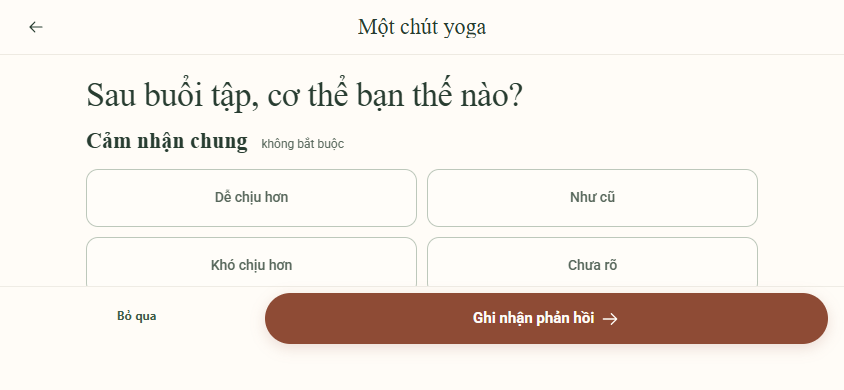 Một chút yoga
Sau buổi tập, cơ thể bạn thế nào?
Cảm nhận chung không bắt buộc
Dễ chịu hơn
Như cũ
Khó chịu hơn
Chưa rõ
Bỏ qua
Ghi nhận phản hồi →